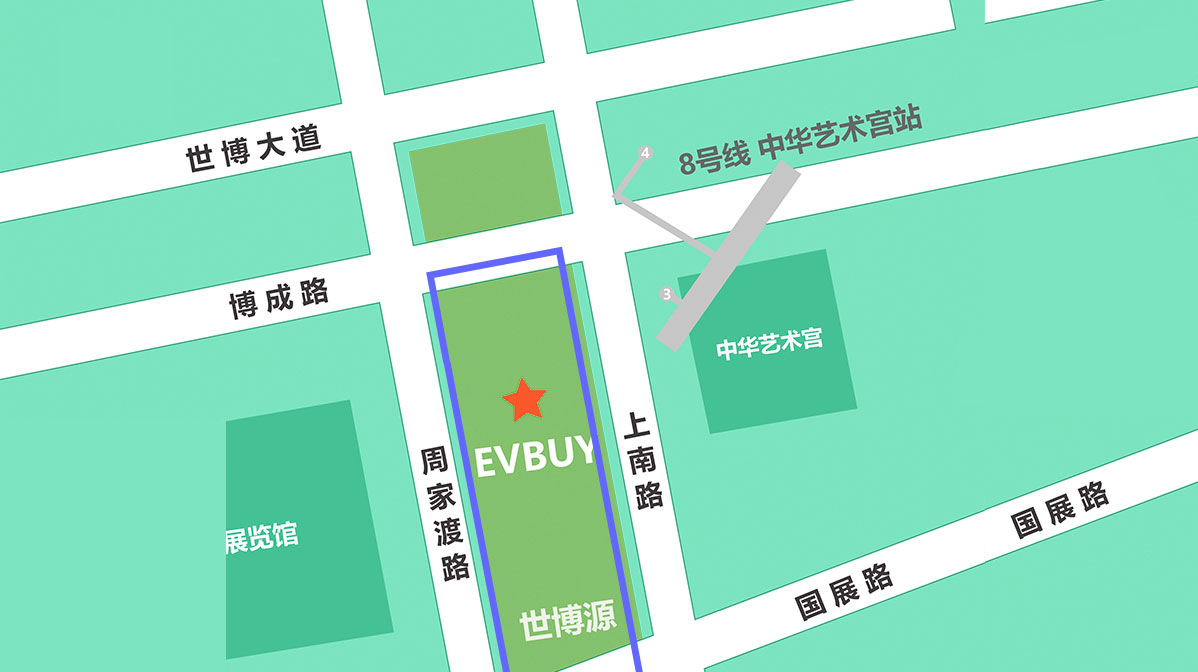 世博大道
④
8号线 中华艺术宫站
博成路
③
中华艺术宫
周家渡路
EVBUY
上南路
展览馆
国展路
国展路
世博源